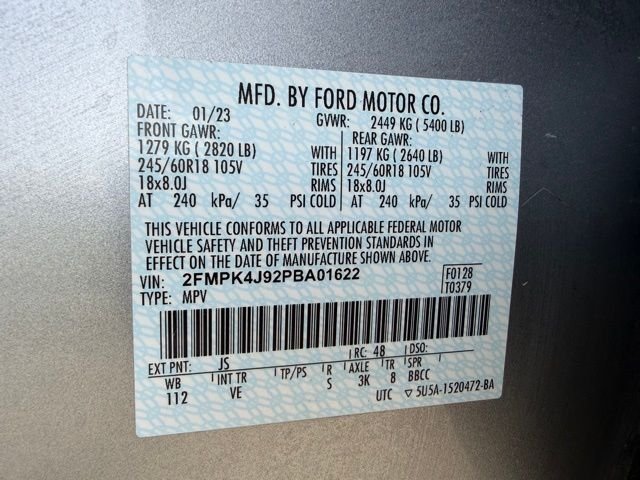 MFD. BY FORD MOTOR CO.
DATE: 01/23 GVWR: 2449 KG ( 5400 LB)
FRONT GAWR: REAR GAWR:
1279 KG ( 2820 LB) WITH 1197 KG ( 2640 LB) WITH
245/60R18 105V TIRES 245/60R18 105V TIRES
18x8.0J RIMS 18x8.0J RIMS
AT 240 kPa/ 35 PSI COLD AT 240 kPa/ 35 PSI COLD
THIS VEHICLE CONFORMS TO ALL APPLICABLE FEDERAL MOTOR
VEHICLE SAFETY AND THEFT PREVENTION STANDARDS IN
EFFECT ON THE DATE OF MANUFACTURE SHOWN ABOVE.
VIN: 2FMPK4J92PBA01622 F0128
TYPE: MPV T0379
EXT PNT: JS RC: 48 DSO:
WB INT TR TP/PS R AXLE TR SPR
112 VE S 3K 8 BBCC
UTC ▽ 5U5A-1520472-BA